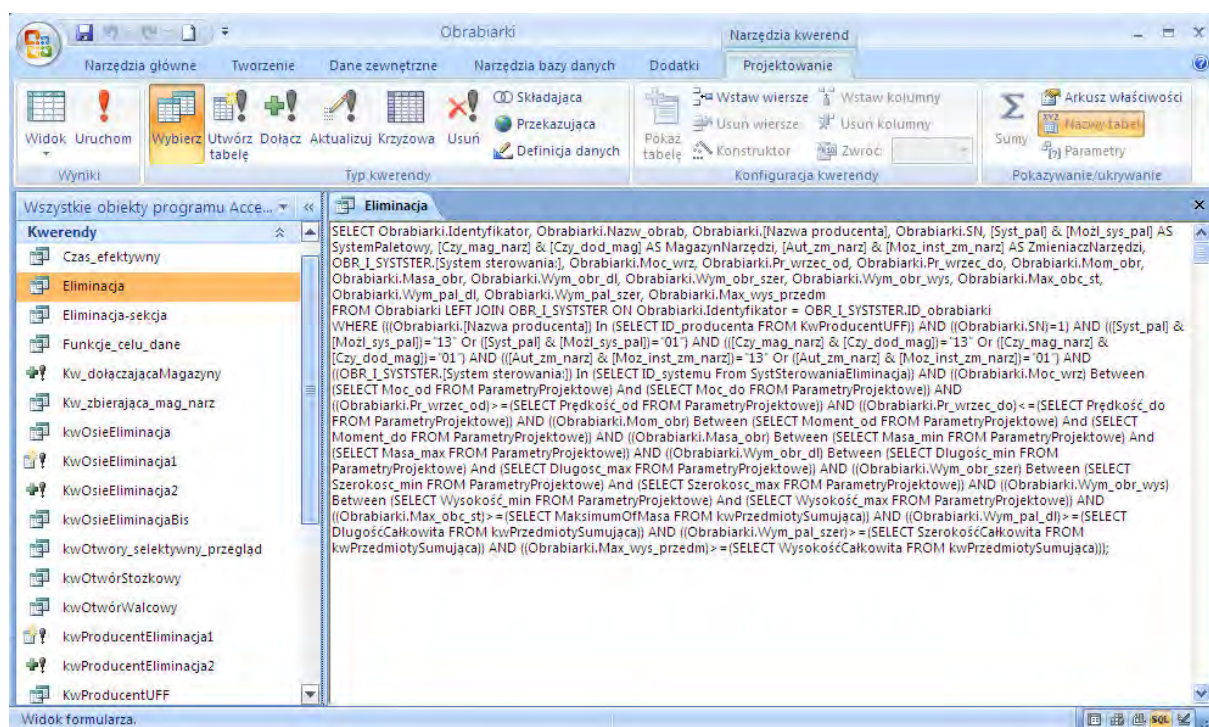 Obrabiarki
Narzędzia kwerend
Narzędzia główne
Tworzenie
Dane zewnętrzne
Narzędzia bazy danych
Dodatki
Projektowanie
Widok
Uruchom
Wybierz
Utwórz tabelę
Dołącz
Aktualizuj
Krzyżowa
Usuń
Składająca
Przekazująca
Definicja danych
Pokaż tabelę
Wstaw wiersze
Usuń wiersze
Konstruktor
Wstaw kolumny
Usuń kolumny
Zwróć:
Sumy
Arkusz właściwości
Nazwy tabel
Parametry
Wyniki
Typ kwerendy
Konfiguracja kwerendy
Pokazywanie/ukrywanie
Wszystkie obiekty programu Acce...
Kwerendy
Czas_efektywny
Eliminacja
Eliminacja-sekcja
Funkcje_celu_dane
Kw_dołączającaMagazyny
Kw_zbierajaca_mag_narz
kwOsieEliminacja
KwOsieEliminacja1
KwOsieEliminacja2
kwOsieEliminacjaBis
kwOtwory_selektywny_przegląd
kwOtwórStożkowy
kwOtwórWalcowy
kwProducentEliminacja1
kwProducentEliminacja2
KwProducentUFF
Eliminacja
SELECT Obrabiarki.Identyfikator, Obrabiarki.Nazw_obrab, Obrabiarki.[Nazwa producenta], Obrabiarki.SN, [Syst_pal] & [Możl_sys_pal] AS
SystemPaletowy, [Czy_mag_narz] & [Czy_dod_mag] AS MagazynNarzędzi, [Aut_zm_narz] & [Moz_inst_zm_narz] AS ZmieniaczNarzędzi,
OBR_I_SYSTSTER.[System sterowania:], Obrabiarki.Moc_wrz, Obrabiarki.Pr_wrzec_od, Obrabiarki.Pr_wrzec_do, Obrabiarki.Mom_obr,
Obrabiarki.Masa_obr, Obrabiarki.Wym_obr_dl, Obrabiarki.Wym_obr_szer, Obrabiarki.Wym_obr_wys, Obrabiarki.Max_obc_st,
Obrabiarki.Wym_pal_dl, Obrabiarki.Wym_pal_szer, Obrabiarki.Max_wys_przedm
FROM Obrabiarki LEFT JOIN OBR_I_SYSTSTER ON Obrabiarki.Identyfikator = OBR_I_SYSTSTER.ID_obrabiarki
WHERE (((Obrabiarki.[Nazwa producenta]) In (SELECT ID_producenta FROM KwProducentUFF)) AND ((Obrabiarki.SN)=1) AND (([Syst_pal] &
[Możl_sys_pal])="13" Or ([Syst_pal] & [Możl_sys_pal])="01") AND (([Czy_mag_narz] & [Czy_dod_mag])="13" Or ([Czy_mag_narz] &
[Czy_dod_mag])="01") AND (([Aut_zm_narz] & [Moz_inst_zm_narz])="13" Or ([Aut_zm_narz] & [Moz_inst_zm_narz])="01") AND
((OBR_I_SYSTSTER.[System sterowania:]) In (SELECT ID_systemu From SystSterowaniaEliminacja)) AND ((Obrabiarki.Moc_wrz) Between
(SELECT Moc_od FROM ParametryProjektowe) And (SELECT Moc_do FROM ParametryProjektowe)) AND
((Obrabiarki.Pr_wrzec_od)>=(SELECT Prędkość_od FROM ParametryProjektowe)) AND ((Obrabiarki.Pr_wrzec_do)<=(SELECT Prędkość_do
FROM ParametryProjektowe)) AND ((Obrabiarki.Mom_obr) Between (SELECT Moment_od FROM ParametryProjektowe) And (SELECT
Moment_do FROM ParametryProjektowe)) AND ((Obrabiarki.Masa_obr) Between (SELECT Masa_min FROM ParametryProjektowe) And
(SELECT Masa_max FROM ParametryProjektowe)) AND ((Obrabiarki.Wym_obr_dl) Between (SELECT Dlugośc_min FROM
ParametryProjektowe) And (SELECT Dlugosc_max FROM ParametryProjektowe)) AND ((Obrabiarki.Wym_obr_szer) Between (SELECT
Szerokosc_min FROM ParametryProjektowe) And (SELECT Szerokosc_max FROM ParametryProjektowe)) AND ((Obrabiarki.Wym_obr_wys)
Between (SELECT Wysokość_min FROM ParametryProjektowe) And (SELECT Wysokość_max FROM ParametryProjektowe)) AND
((Obrabiarki.Max_obc_st)>=(SELECT MaksimumOfMasa FROM kwPrzedmiotySumująca)) AND ((Obrabiarki.Wym_pal_dl)>=(SELECT
DługośćCałkowita FROM kwPrzedmiotySumująca)) AND ((Obrabiarki.Wym_pal_szer)>=(SELECT SzerokośćCałkowita FROM
kwPrzedmiotySumująca)) AND ((Obrabiarki.Max_wys_przedm)>=(SELECT WysokośćCałkowita FROM kwPrzedmiotySumująca)));
Widok formularza.
SQL